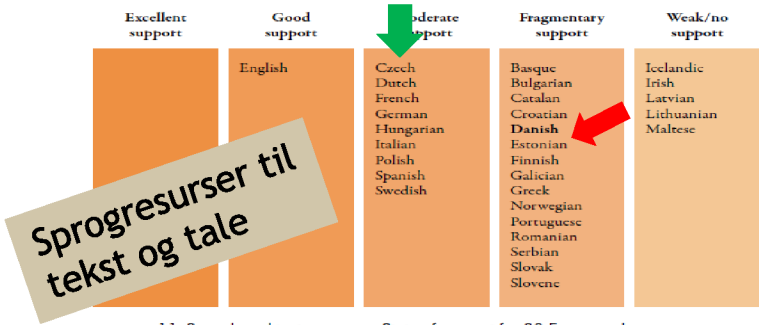 Excellent support
Good support
support
Fragmentary support
Weak/no support
English
Czech
Dutch
French
German
Hungarian
Italian
Polish
Spanish
Swedish
Basque
Bulgarian
Catalan
Croatian
Danish
Estonian
Finnish
Galician
Greek
Norwegian
Portuguese
Romanian
Serbian
Slovak
Slovene
Icelandic
Irish
Latvian
Lithuanian
Maltese
Sprogresurser til
tekst og tale